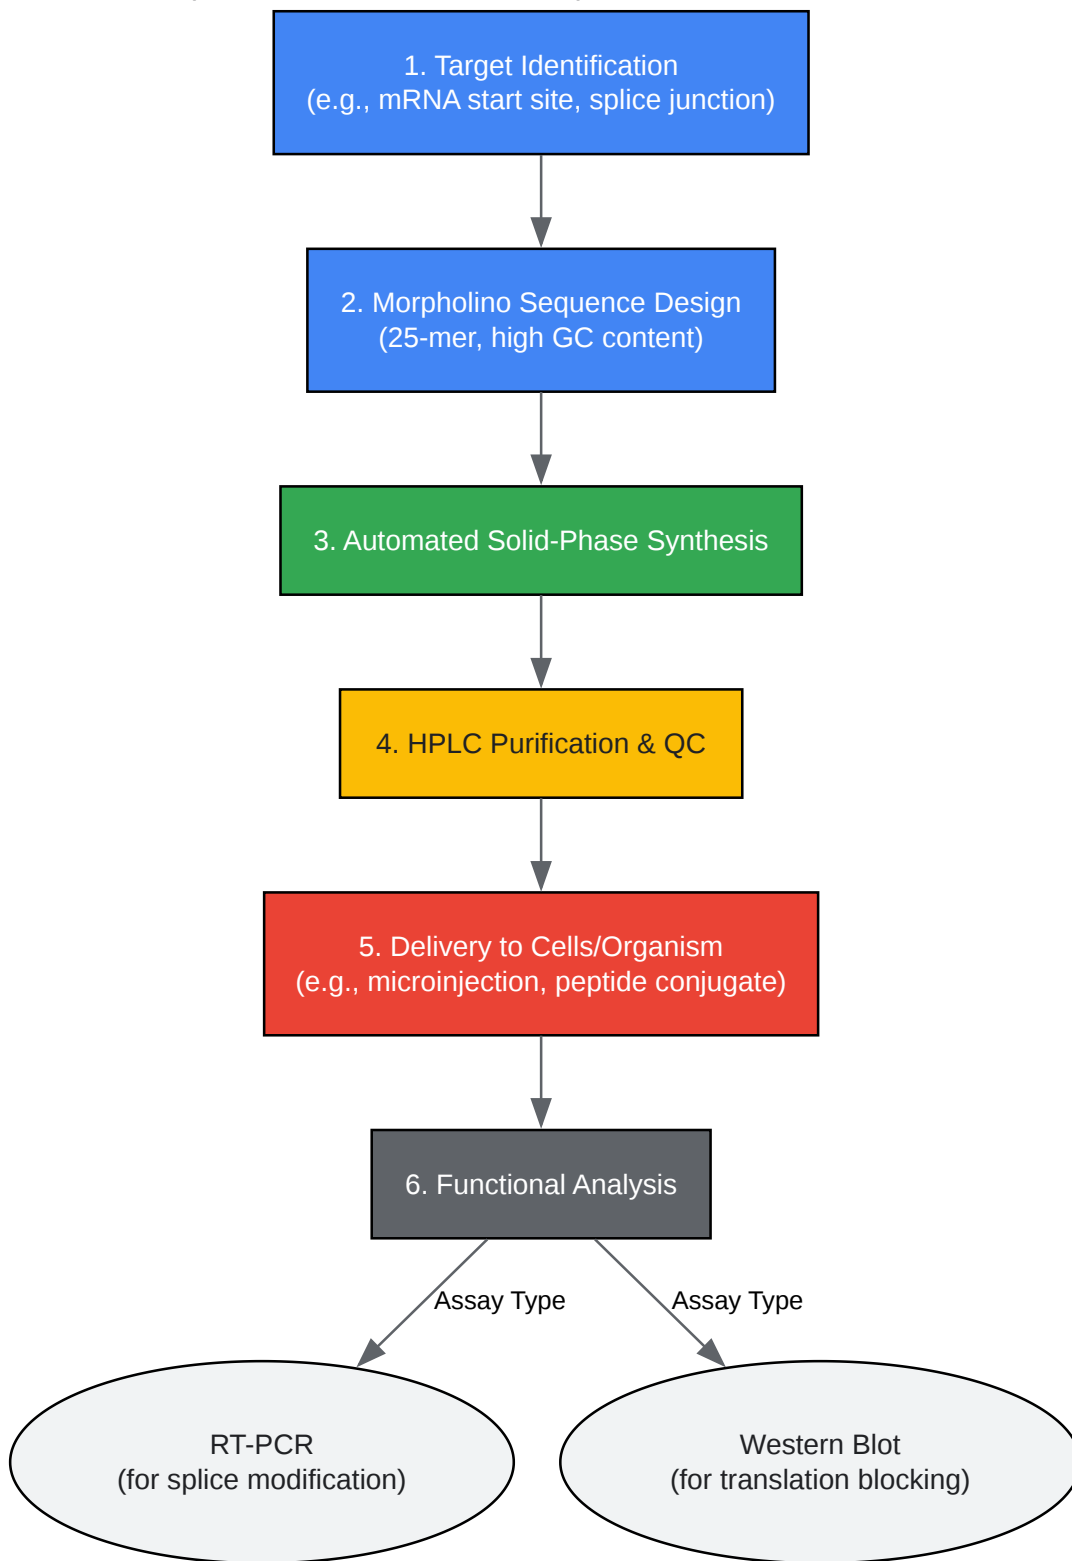 1. Target Identification
(e.g., mRNA start site, splice junction)
2. Morpholino Sequence Design
(25-mer, high GC content)
3. Automated Solid-Phase Synthesis
4. HPLC Purification & QC
5. Delivery to Cells/Organism
(e.g., microinjection, peptide conjugate)
6. Functional Analysis
Assay Type
Assay Type
RT-PCR
(for splice modification)
Western Blot
(for translation blocking)